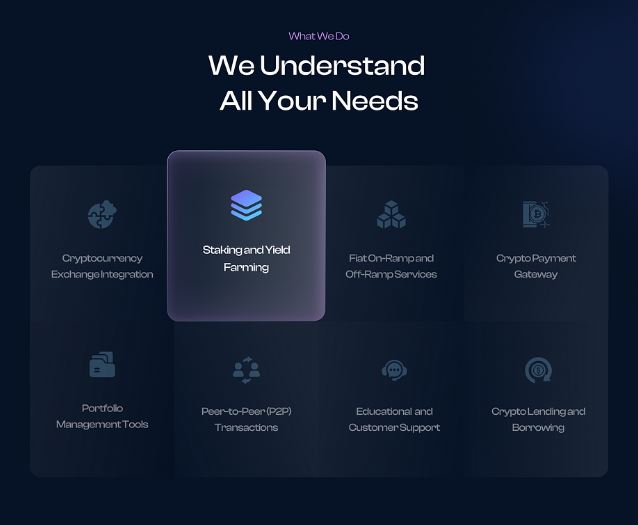 What We Do
We Understand
All Your Needs
Cryptocurrency
Exchange Integration
Staking and Yield
Farming
Fiat On-Ramp and
Off-Ramp Services
Crypto Payment
Gateway
Portfolio
Management Tools
Peer-to-Peer (P2P)
Transactions
Educational and
Customer Support
Crypto Lending and
Borrowing